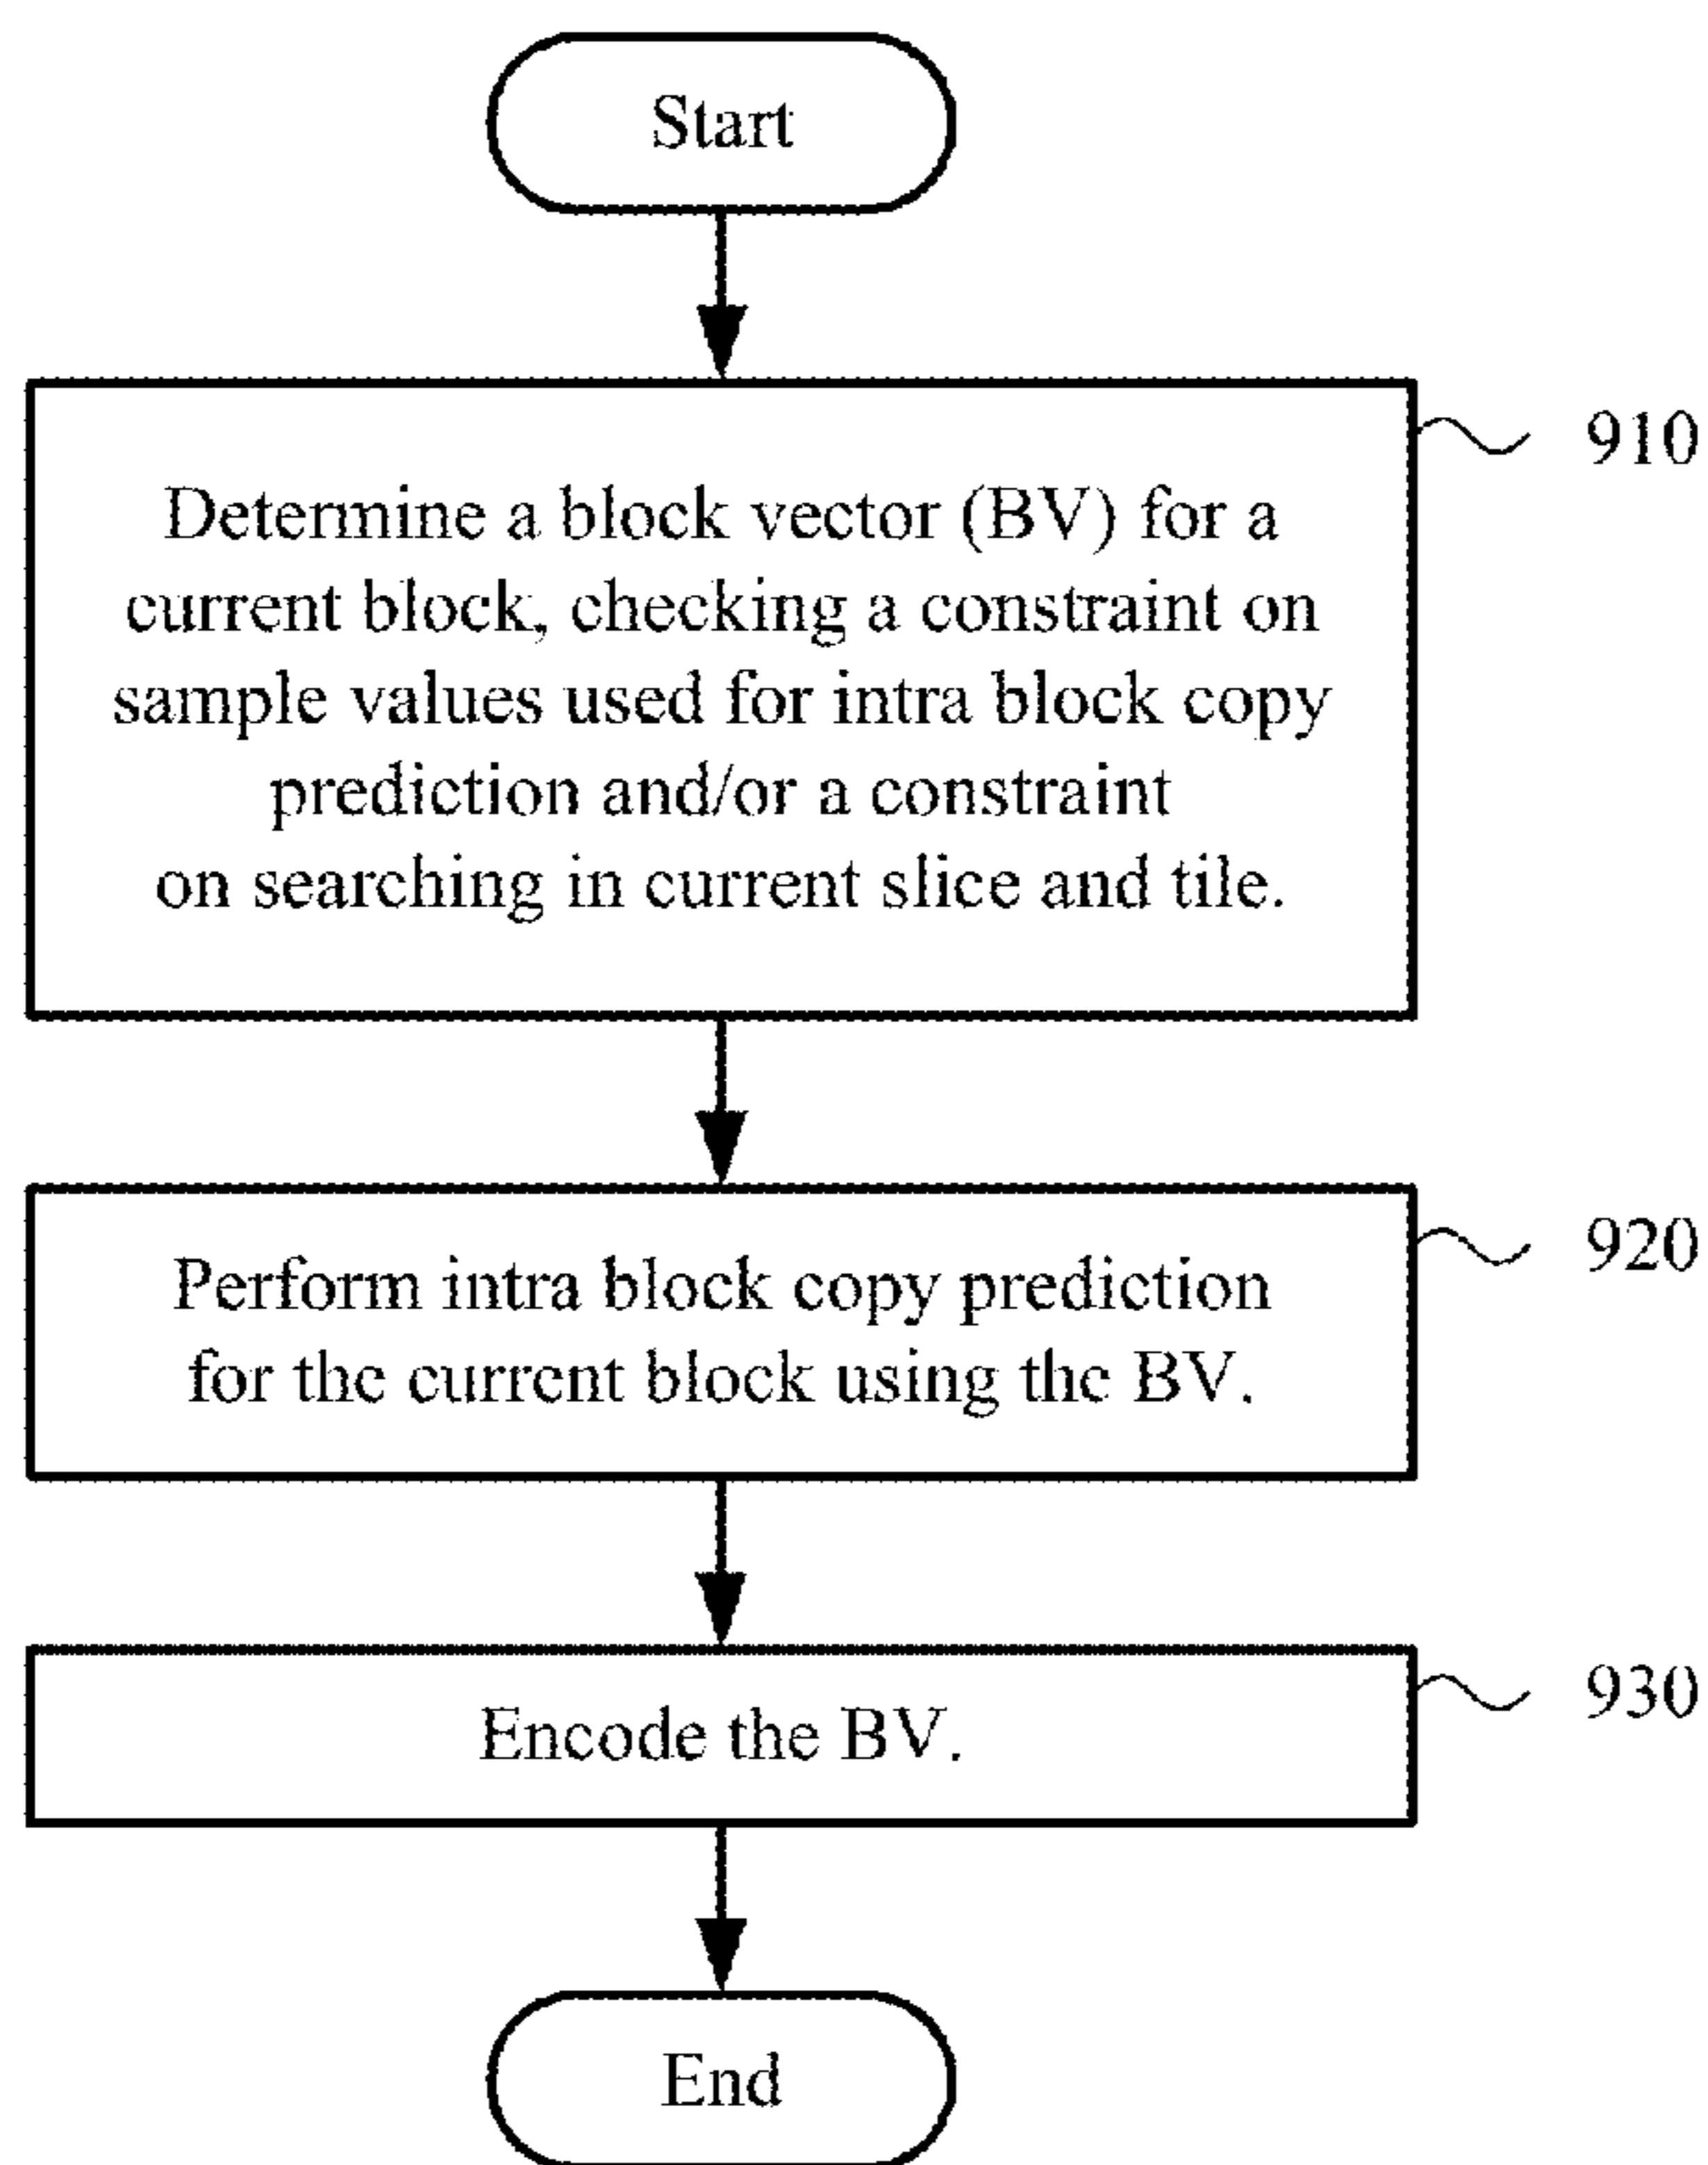 Start
910
Determine a block vector (BV) for a
current block, checking a constraint on
sample values used for intra block copy
prediction and/or a constraint
on searching in current slice and tile.
920
Perform intra block copy prediction
for the current block using the BV.
930
Encode the BV.
End